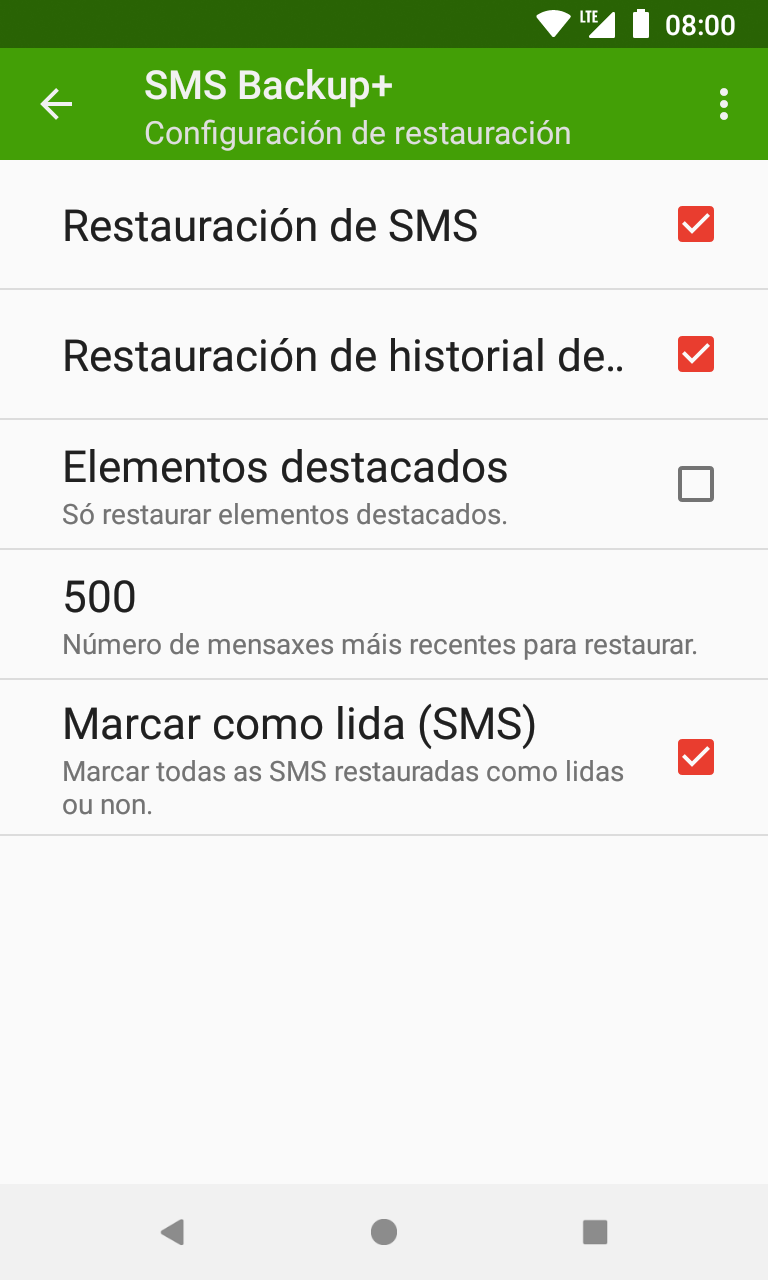 LTE 08:00
SMS Backup+
Configuración de restauración
Restauración de SMS
Restauración de historial de..
Elementos destacados
Só restaurar elementos destacados.
500
Número de mensaxes máis recentes para restaurar.
Marcar como lida (SMS)
Marcar todas as SMS restauradas como lidas
ou non.